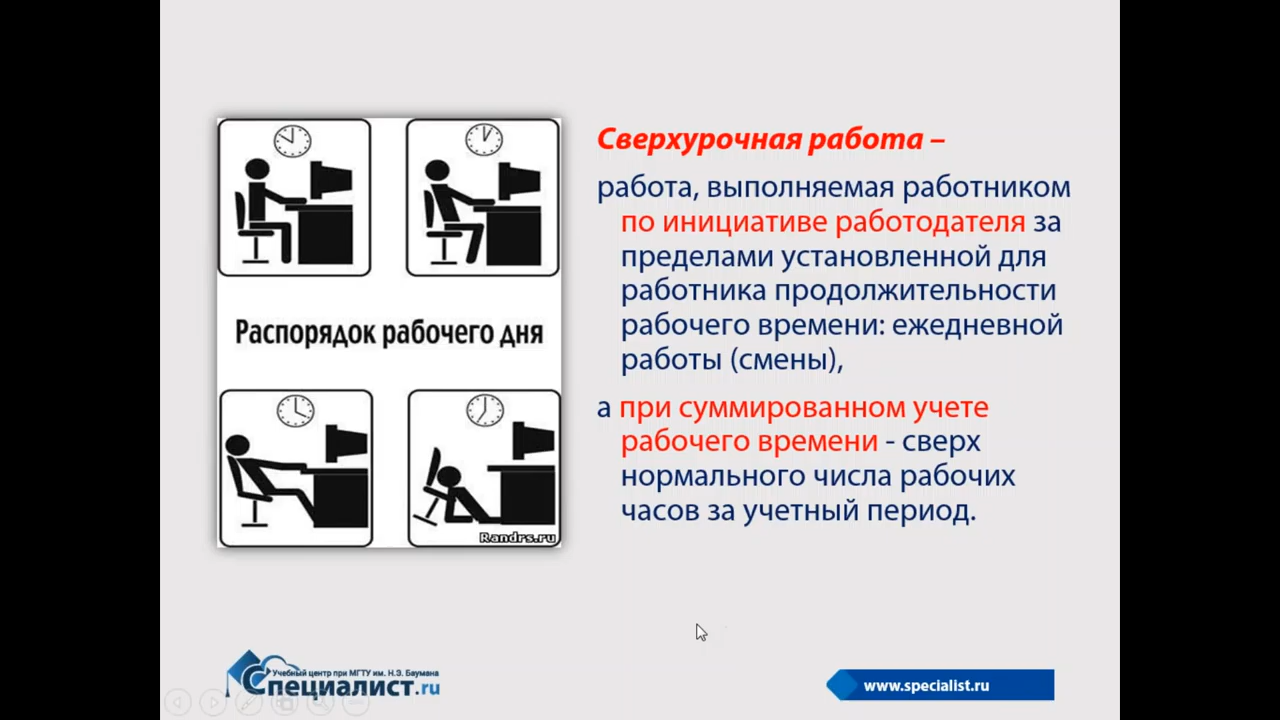 Сверхурочная работа –
работа, выполняемая работником
по инициативе работодателя за
пределами установленной для
работника продолжительности
рабочего времени: ежедневной
работы (смены),
а при суммированном учете
рабочего времени - сверх
нормального числа рабочих
часов за учетный период.
Распорядок рабочего дня
Randrs.ru
Учебный центр при МГТУ им. Н.Э. Баумана
Специалист.ru
www.specialist.ru